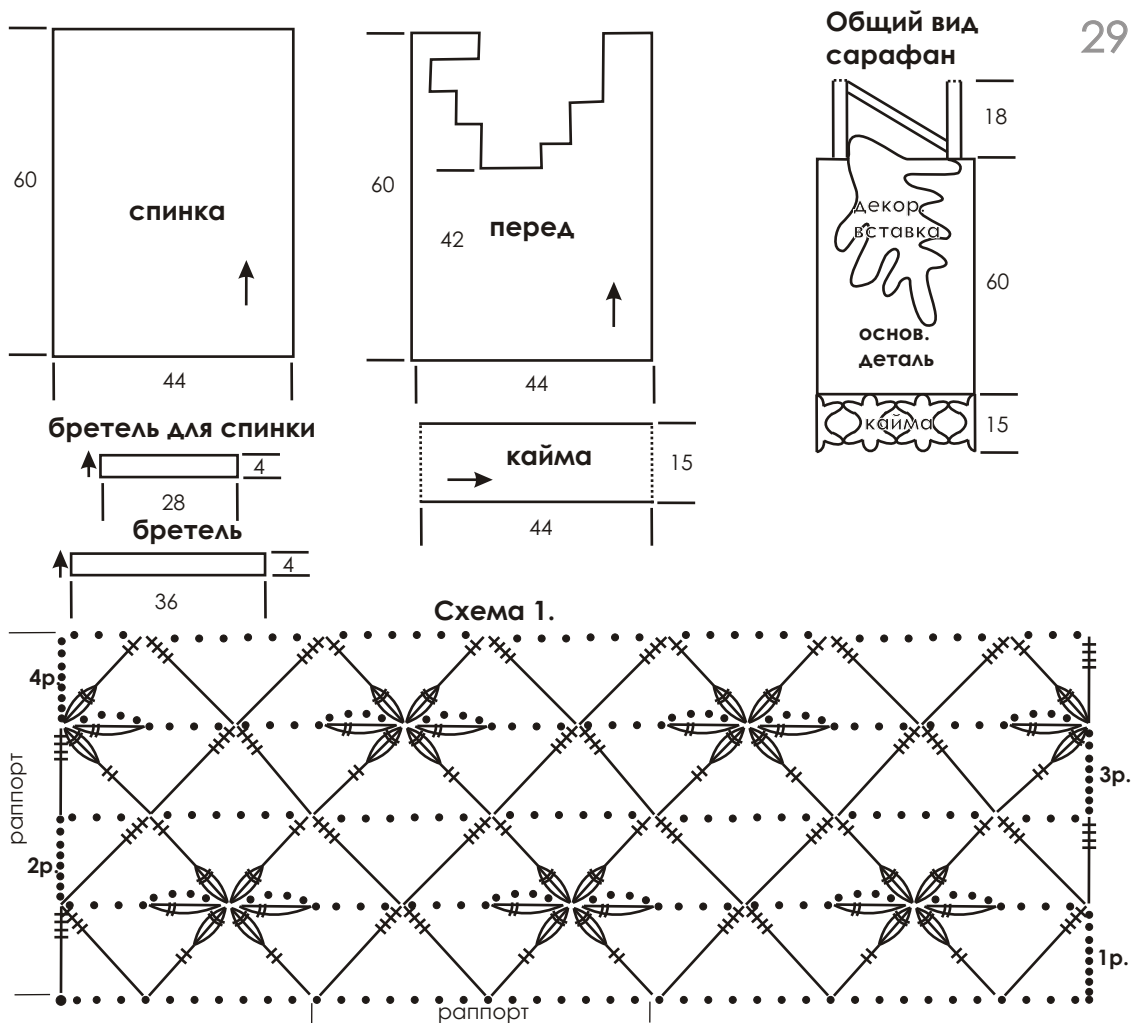 Общий вид
сарафан
29
60
спинка
44
60
42
перед
44
18
декор.
вставка
60
основ.
деталь
кайма
15
бретель для спинки
4
28
кайма
15
44
бретель
4
36
Схема 1.
4р.
3р.
раппорт
2р.
1р.
раппорт